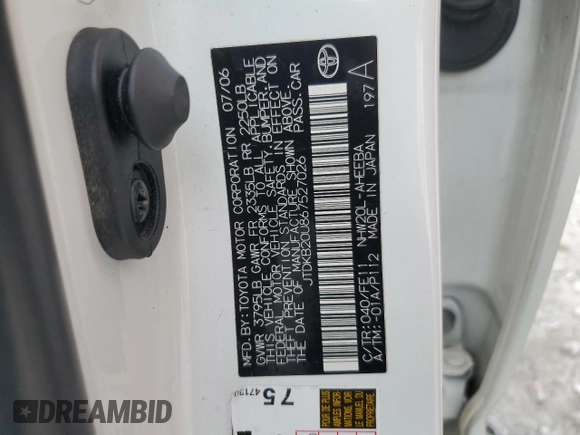 MFD. BY: TOYOTA MOTOR CORPORATION 07/06
GVWR 3795LB GAWR FR 2335LB RR 2250LB
THIS VEHICLE CONFORMS TO ALL APPLICABLE
FEDERAL MOTOR VEHICLE SAFETY, BUMPER, AND
THEFT PREVENTION STANDARDS IN EFFECT ON
THE DATE OF MANUFACTURE SHOWN ABOVE.
JTDKB20U867527026 PASS. CAR
C/TR: 040/FE11 NHW20L-AHEEBA
A/TM: -01A/P112 MADE IN JAPAN
197 A
75
DREAMBID